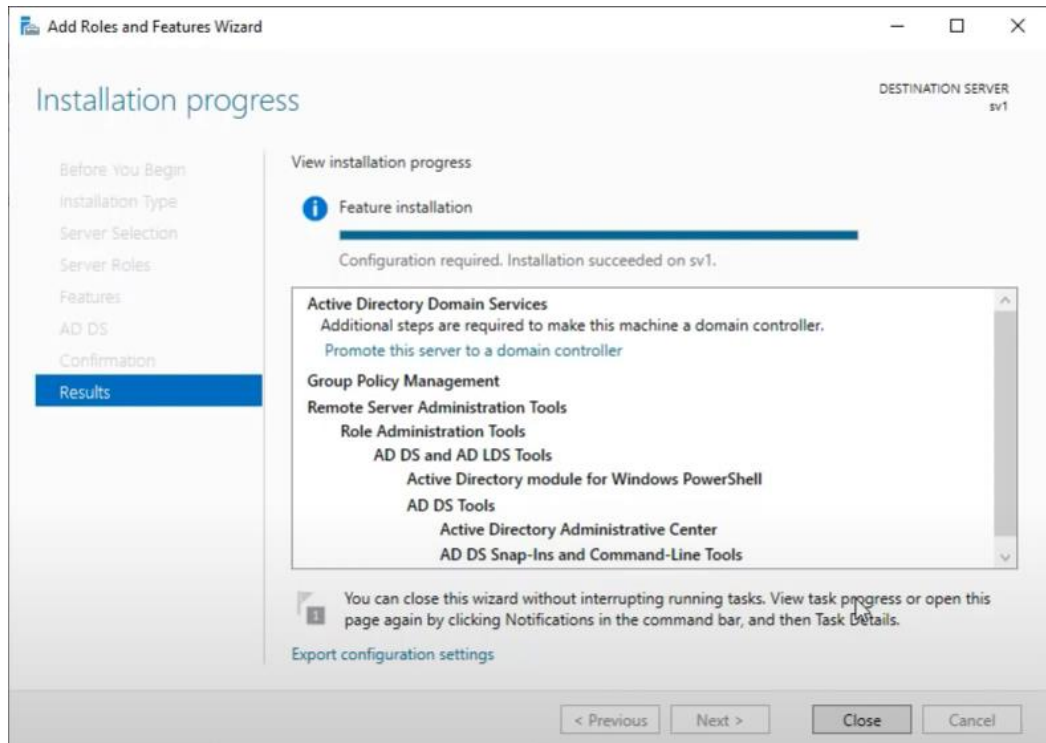 Add Roles and Features Wizard
Installation progress
DESTINATION SERVER
sv1
Before You Begin
Installation Type
Server Selection
Server Roles
Features
AD DS
Confirmation
Results
View installation progress
Feature installation
Configuration required. Installation succeeded on sv1.
Active Directory Domain Services
Additional steps are required to make this machine a domain controller.
Promote this server to a domain controller
Group Policy Management
Remote Server Administration Tools
Role Administration Tools
AD DS and AD LDS Tools
Active Directory module for Windows PowerShell
AD DS Tools
Active Directory Administrative Center
AD DS Snap-Ins and Command-Line Tools
1
You can close this wizard without interrupting running tasks. View task progress or open this
page again by clicking Notifications in the command bar, and then Task Details.
Export configuration settings
< Previous
Next >
Close
Cancel